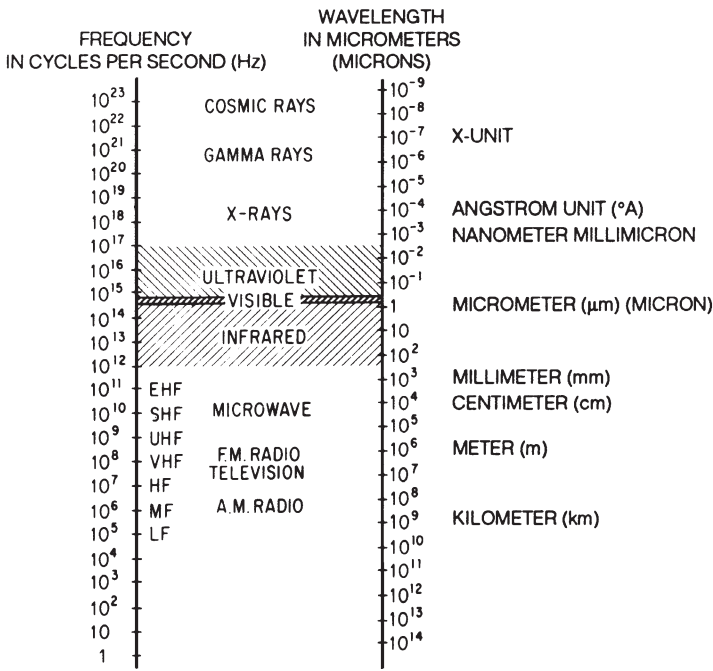 FREQUENCY
IN CYCLES PER SECOND (Hz)
WAVELENGTH
IN MICROMETERS
(MICRONS)
10²³
10²²
10²¹
10²⁰
10¹⁹
10¹⁸
10¹⁷
10¹⁶
10¹⁵
10¹⁴
10¹³
10¹²
10¹¹
10¹⁰
10⁹
10⁸
10⁷
10⁶
10⁵
10⁴
10³
10²
10
1
EHF
SHF
UHF
VHF
HF
MF
LF
COSMIC RAYS
GAMMA RAYS
X-RAYS
ULTRAVIOLET
VISIBLE
INFRARED
MICROWAVE
F.M. RADIO
TELEVISION
A.M. RADIO
10⁻⁹
10⁻⁸
10⁻⁷
10⁻⁶
10⁻⁵
10⁻⁴
10⁻³
10⁻²
10⁻¹
1
10
10²
10³
10⁴
10⁵
10⁶
10⁷
10⁸
10⁹
10¹⁰
10¹¹
10¹²
10¹³
10¹⁴
X-UNIT
ANGSTROM UNIT (°A)
NANOMETER MILLIMICRON
MICROMETER (μm) (MICRON)
MILLIMETER (mm)
CENTIMETER (cm)
METER (m)
KILOMETER (km)